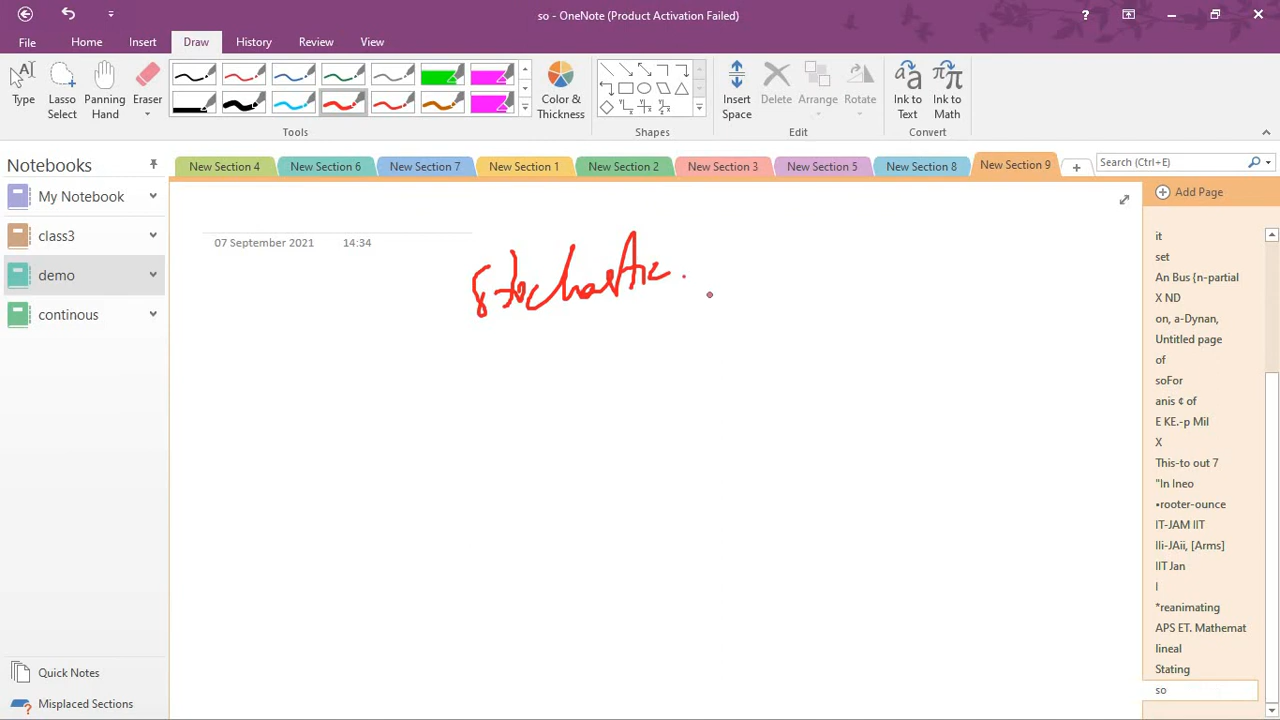 so - OneNote (Product Activation Failed)
File Home Insert Draw History Review View
Type
Lasso Select
Panning Hand
Eraser
Color & Thickness
Insert Space
Delete
Arrange
Rotate
Ink to Text
Ink to Math
Tools
Shapes
Edit
Convert
Notebooks
New Section 4 New Section 6 New Section 7 New Section 1 New Section 2 New Section 3 New Section 5 New Section 8 New Section 9
Search (Ctrl+E)
My Notebook
class3
demo
continous
Quick Notes
Misplaced Sections
07 September 2021 14:34
Stochastic
Add Page
it
set
An Bus {n-partial
X ND
on, a-Dynan,
Untitled page
of
soFor
anis ¢ of
E KE.-p Mil
X
This-to out 7
"In Ineo
•rooter-ounce
IT-JAM IIT
IIi-JAii, [Arms]
IIT Jan
I
*reanimating
APS ET. Mathemat
lineal
Stating
so